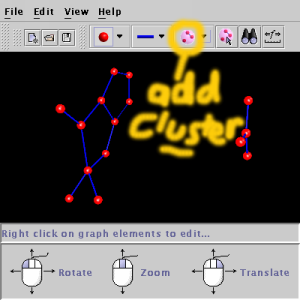 File Edit View Help
add
Cluster
Right click on graph elements to edit...
Rotate Zoom Translate